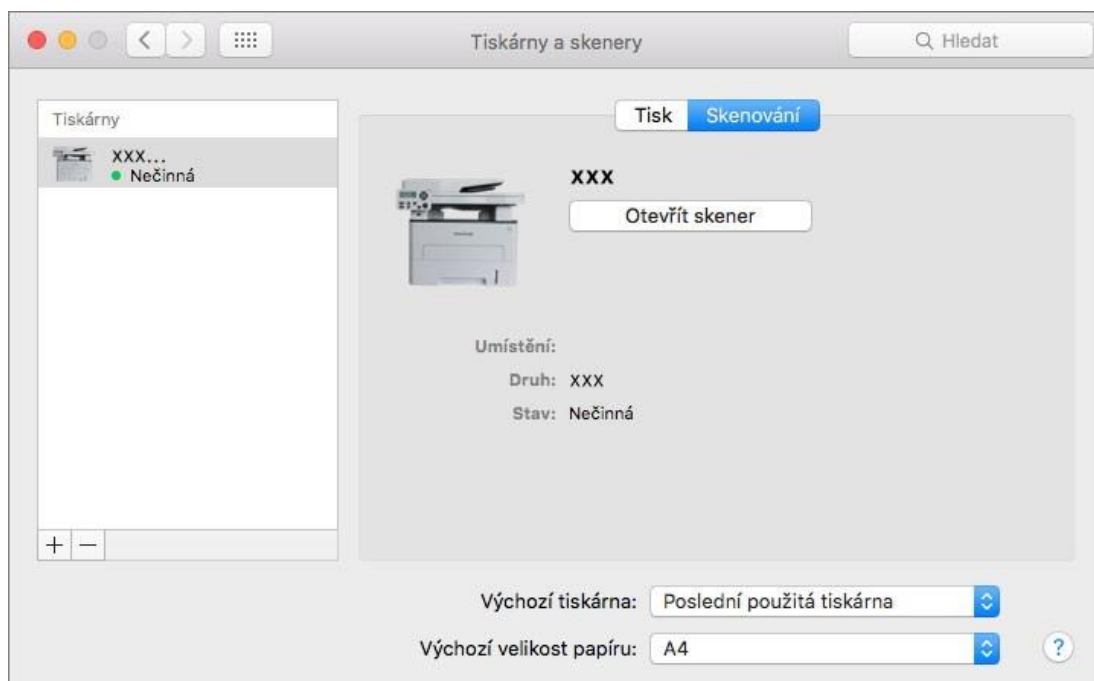 Tiskárny a skenery
Hledat
Tiskárny
XXX...
Nečinná
Tisk Skenování
XXX
Otevřít skener
Umístění:
Druh: XXX
Stav: Nečinná
+ −
Výchozí tiskárna: Poslední použitá tiskárna
Výchozí velikost papíru: A4
?